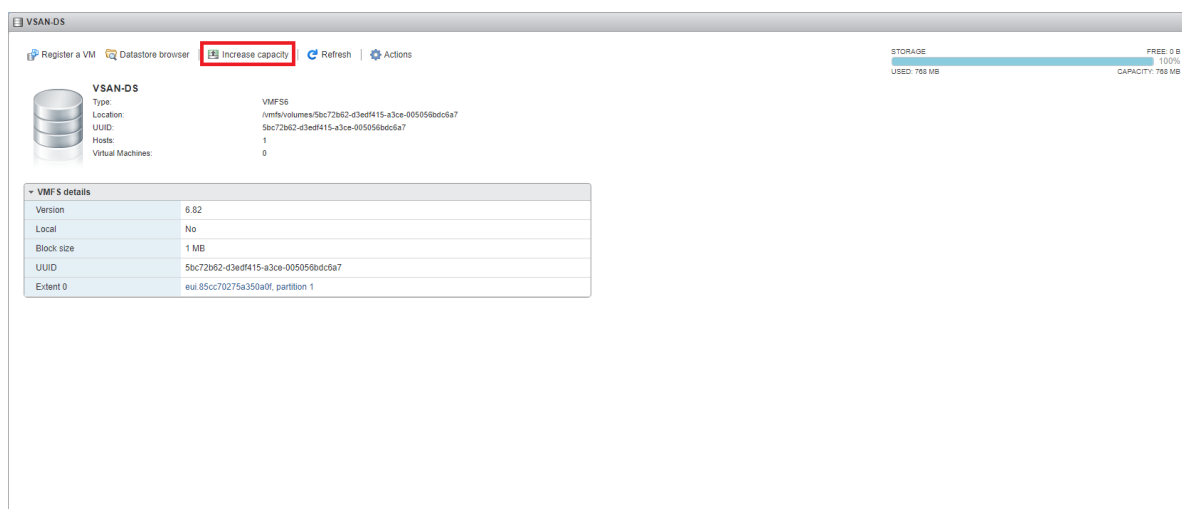 VSAN-DS
Register a VM Datastore browser Increase capacity Refresh Actions
STORAGE FREE: 0 B
100%
USED: 768 MB CAPACITY: 768 MB
VSAN-DS
Type: VMFS6
Location: /vmfs/volumes/5bc72b62-d3edf415-a3ce-005056bdc6a7
UUID: 5bc72b62-d3edf415-a3ce-005056bdc6a7
Hosts: 1
Virtual Machines: 0
VMFS details
Version 6.82
Local No
Block size 1 MB
UUID 5bc72b62-d3edf415-a3ce-005056bdc6a7
Extent 0 eui.85cc70275a350a0f, partition 1